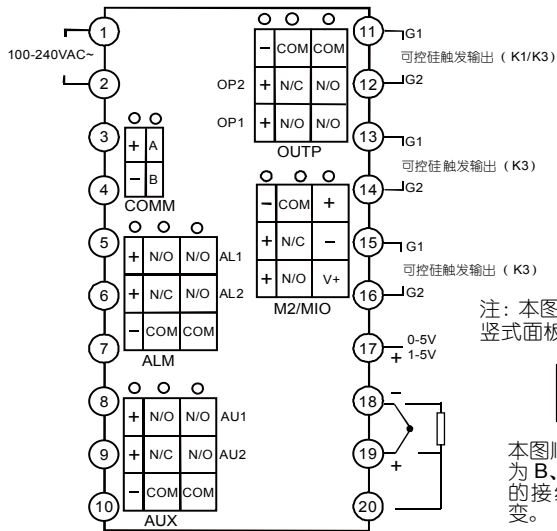 1
2
3
4
5
6
7
8
9
10
11
12
13
14
15
16
17
18
19
20
100-240VAC~
－ COM COM
OP2 + N/C N/O
OP1 + N/O N/O
OUTP
+ A
－ B
COMM
－ COM +
+ N/C －
+ N/O V+
M2/MIO
+ N/O N/O AL1
+ N/C N/O AL2
－ COM COM
ALM
+ N/O N/O AU1
+ N/C N/O AU2
－ COM COM
AUX
G1
可控硅触发输出（K1/K3）
G2
G1
可控硅触发输出（K3）
G2
G1
可控硅触发输出（K3）
G2
0-5V
+ 1-5V
－
+
注：本图
竖式面板
本图
为 B、
的接
变。